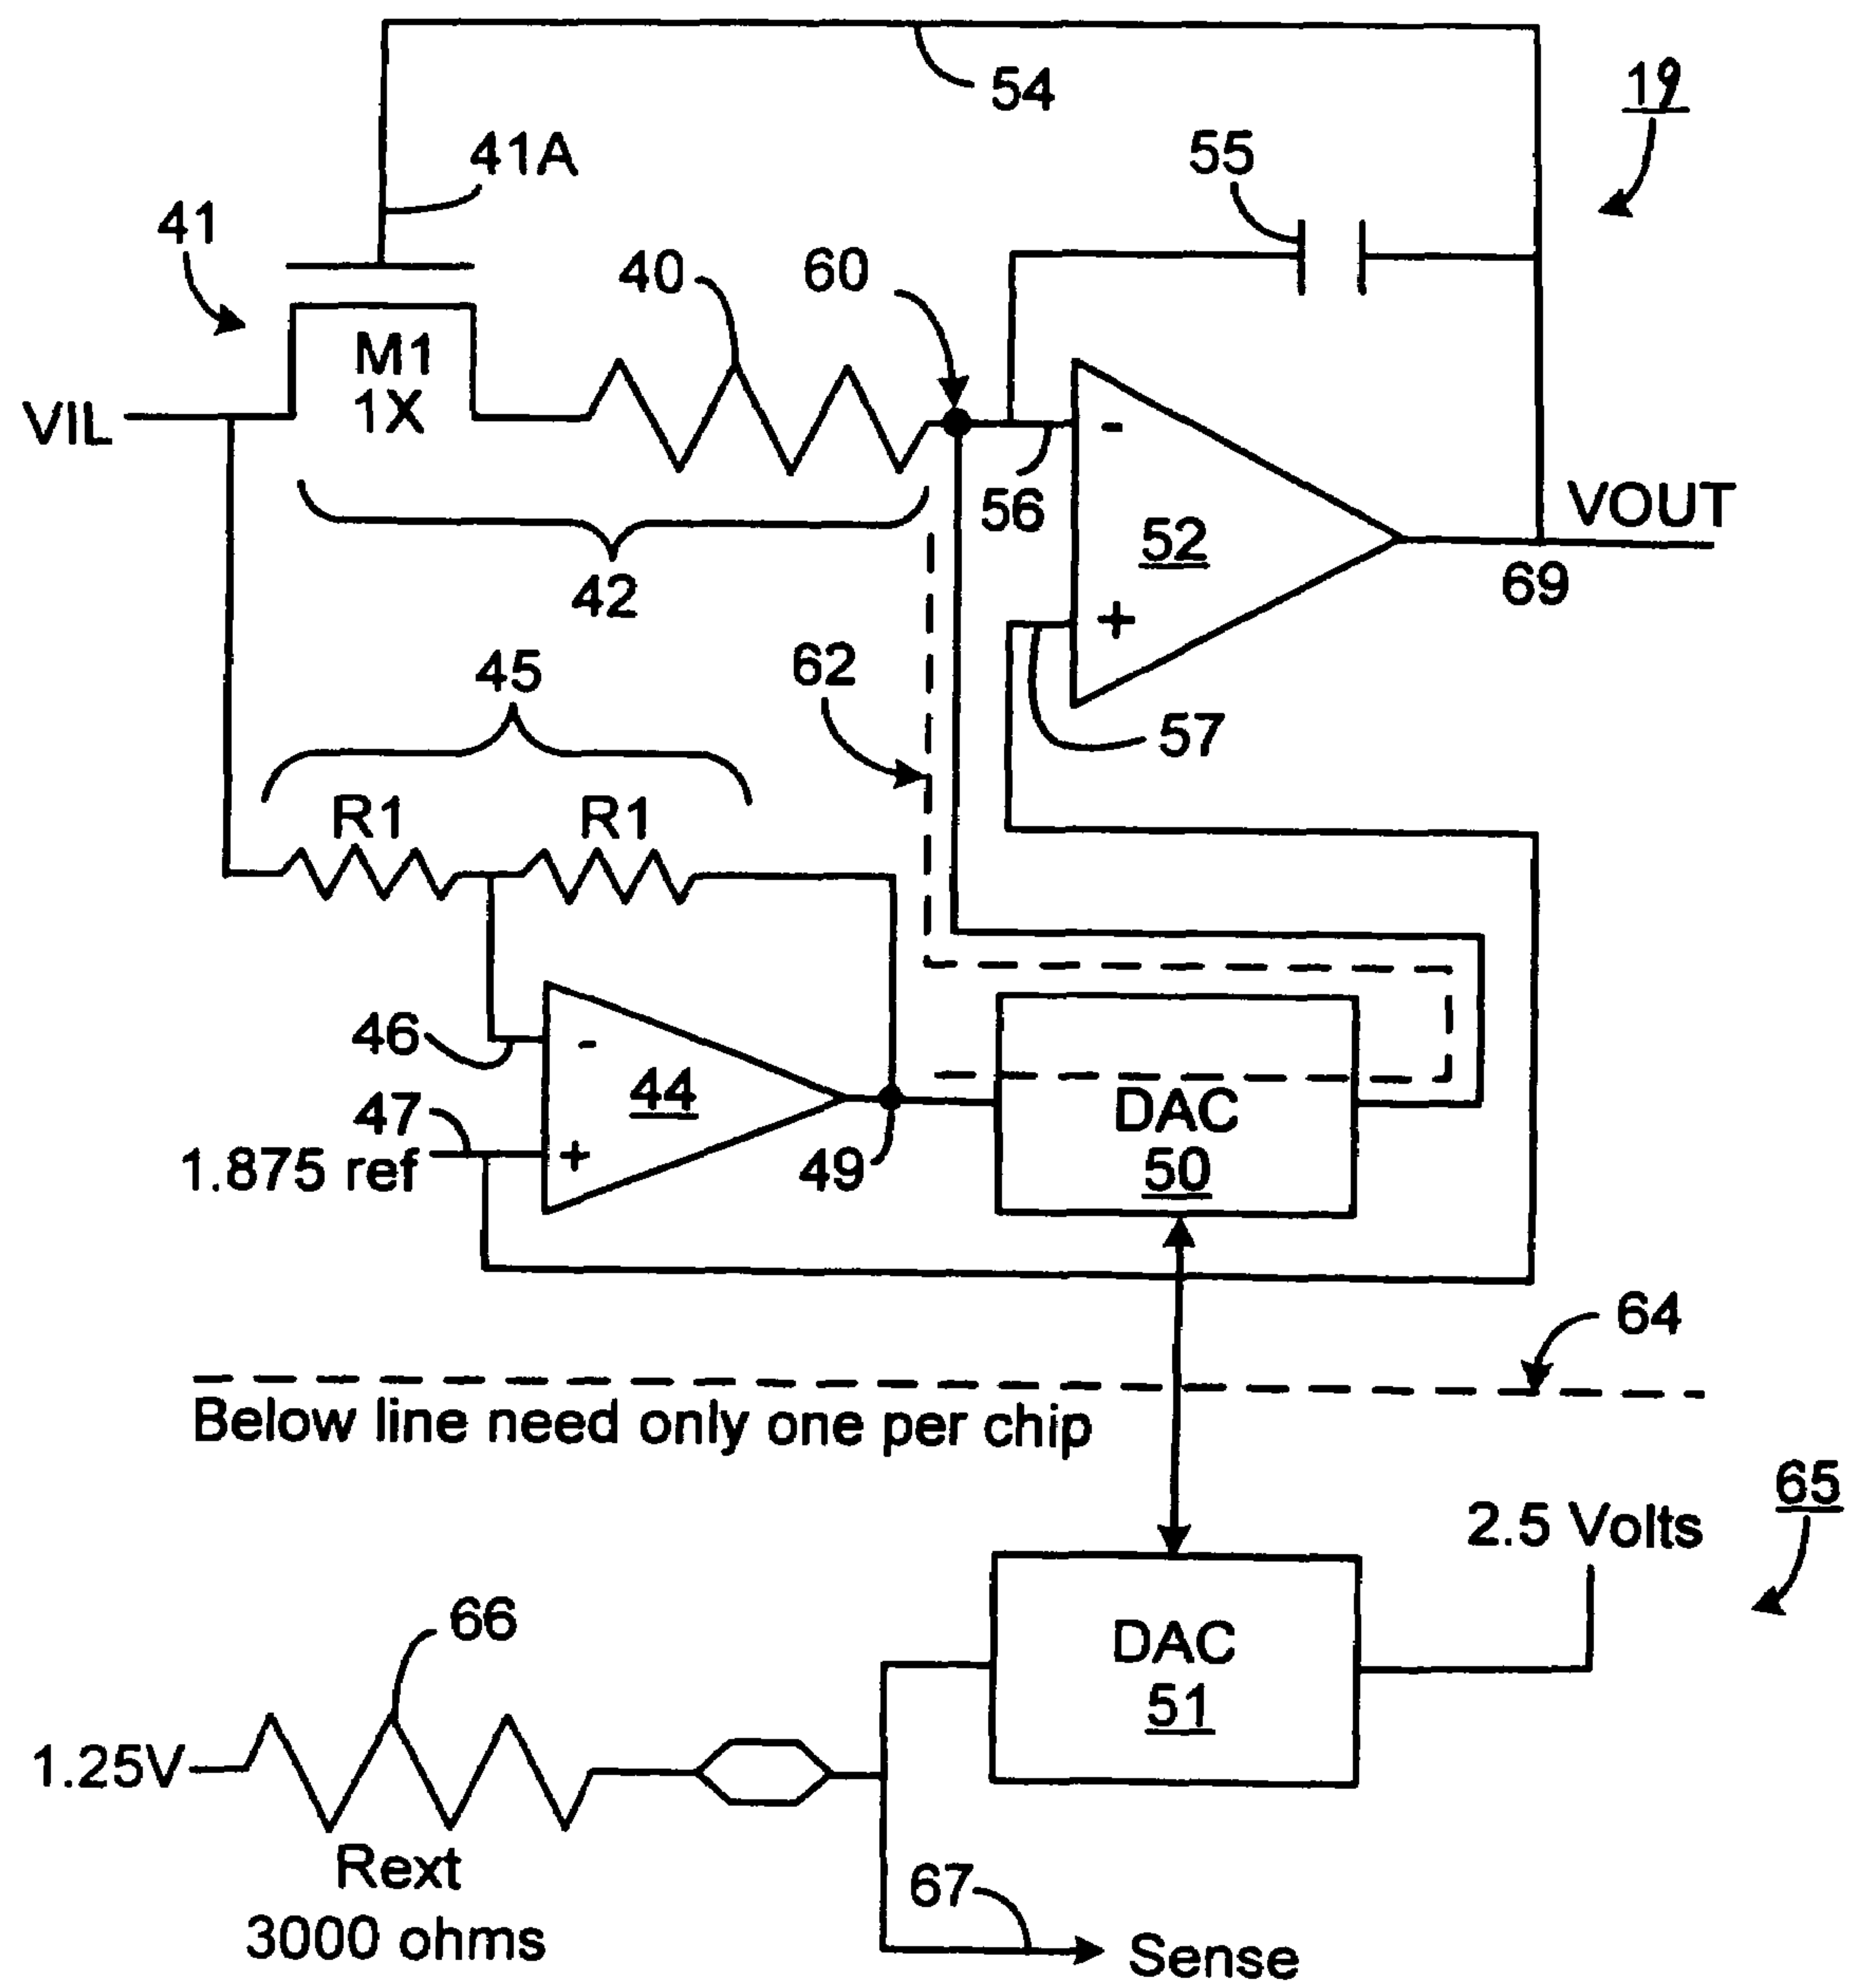 54
19
55
41A
41
40
60
M1
1X
VIL
-
56
52
VOUT
69
42
+
62
45
57
R1 R1
46
-
44
47
+
1.875 ref
49
DAC
50
64
Below line need only one per chip
65
2.5 Volts
66
DAC
51
1.25V
Rext
3000 ohms
67
Sense